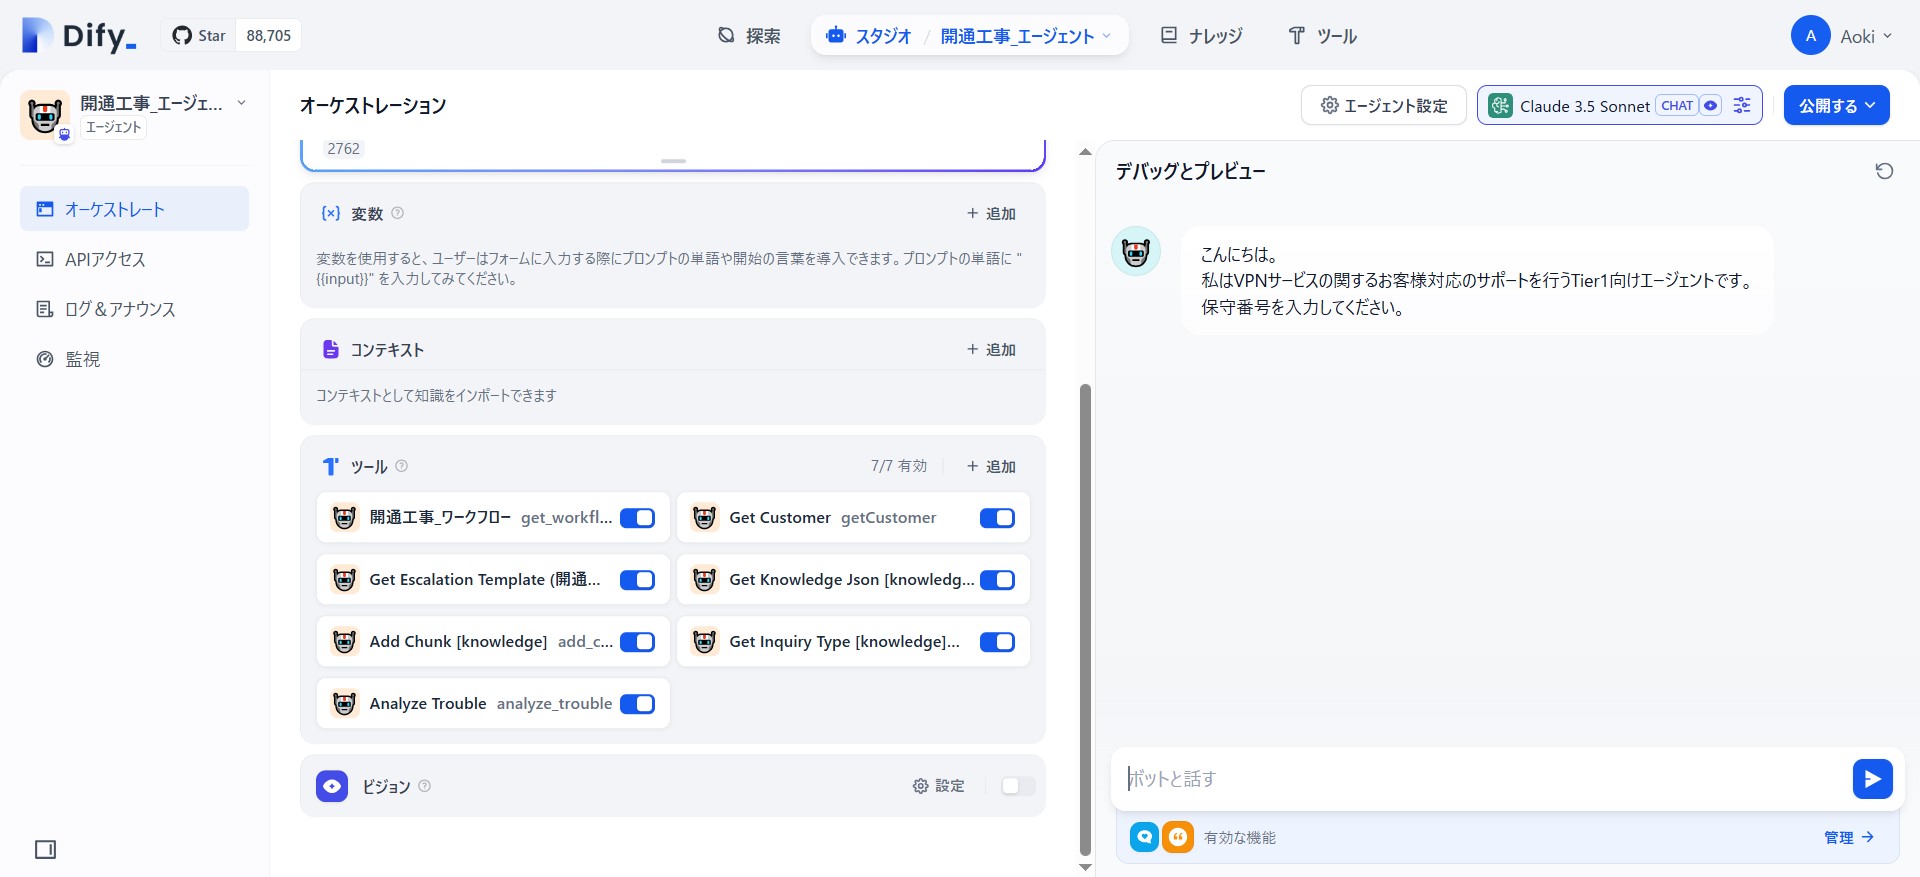 Dify_
Star 88,705
探索
スタジオ / 開通工事_エージェント
ナレッジ
ツール
A Aoki
開通工事_エージェ...
エージェント
オーケストレート
APIアクセス
ログ＆アナウンス
監視
オーケストレーション
エージェント設定
Claude 3.5 Sonnet CHAT
公開する
2762
{x} 変数
+ 追加
変数を使用すると、ユーザーはフォームに入力する際にプロンプトの単語や開始の言葉を導入できます。プロンプトの単語に "
{{input}}" を入力してみてください。
コンテキスト
+ 追加
コンテキストとして知識をインポートできます
ツール
7/7 有効
+ 追加
開通工事_ワークフロー get_workfl...
Get Customer getCustomer
Get Escalation Template (開通...
Get Knowledge Json [knowledg...
Add Chunk [knowledge] add_c...
Get Inquiry Type [knowledge]...
Analyze Trouble analyze_trouble
ビジョン
設定
デバッグとプレビュー
こんにちは。
私はVPNサービスの関するお客様対応のサポートを行うTier1向けエージェントです。
保守番号を入力してください。
ボットと話す
有効な機能
管理 →